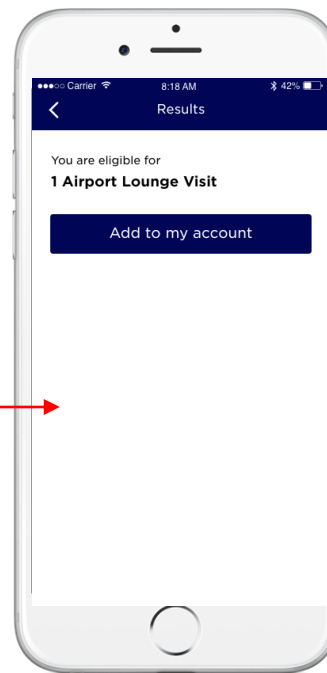 Carrier 8:18 AM 42%
Results
You are eligible for
1 Airport Lounge Visit
Add to my account